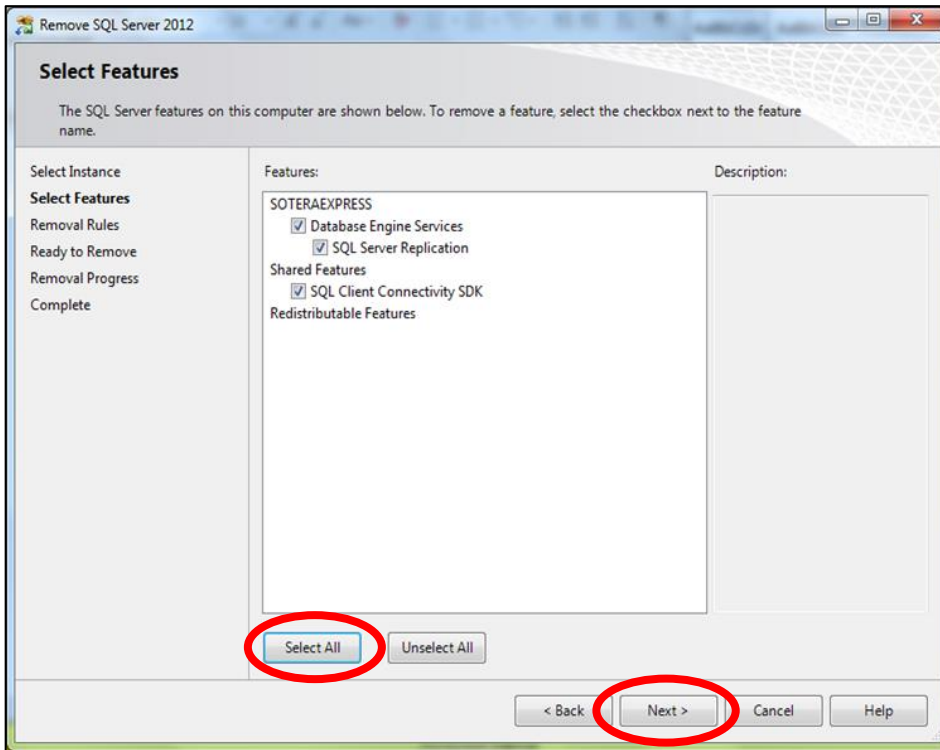 Remove SQL Server 2012
Select Features
The SQL Server features on this computer are shown below. To remove a feature, select the checkbox next to the feature
name.
Select Instance
Select Features
Removal Rules
Ready to Remove
Removal Progress
Complete
Features:
SOTERAEXPRESS
Database Engine Services
SQL Server Replication
Shared Features
SQL Client Connectivity SDK
Redistributable Features
Description:
Select All
Unselect All
< Back
Next >
Cancel
Help